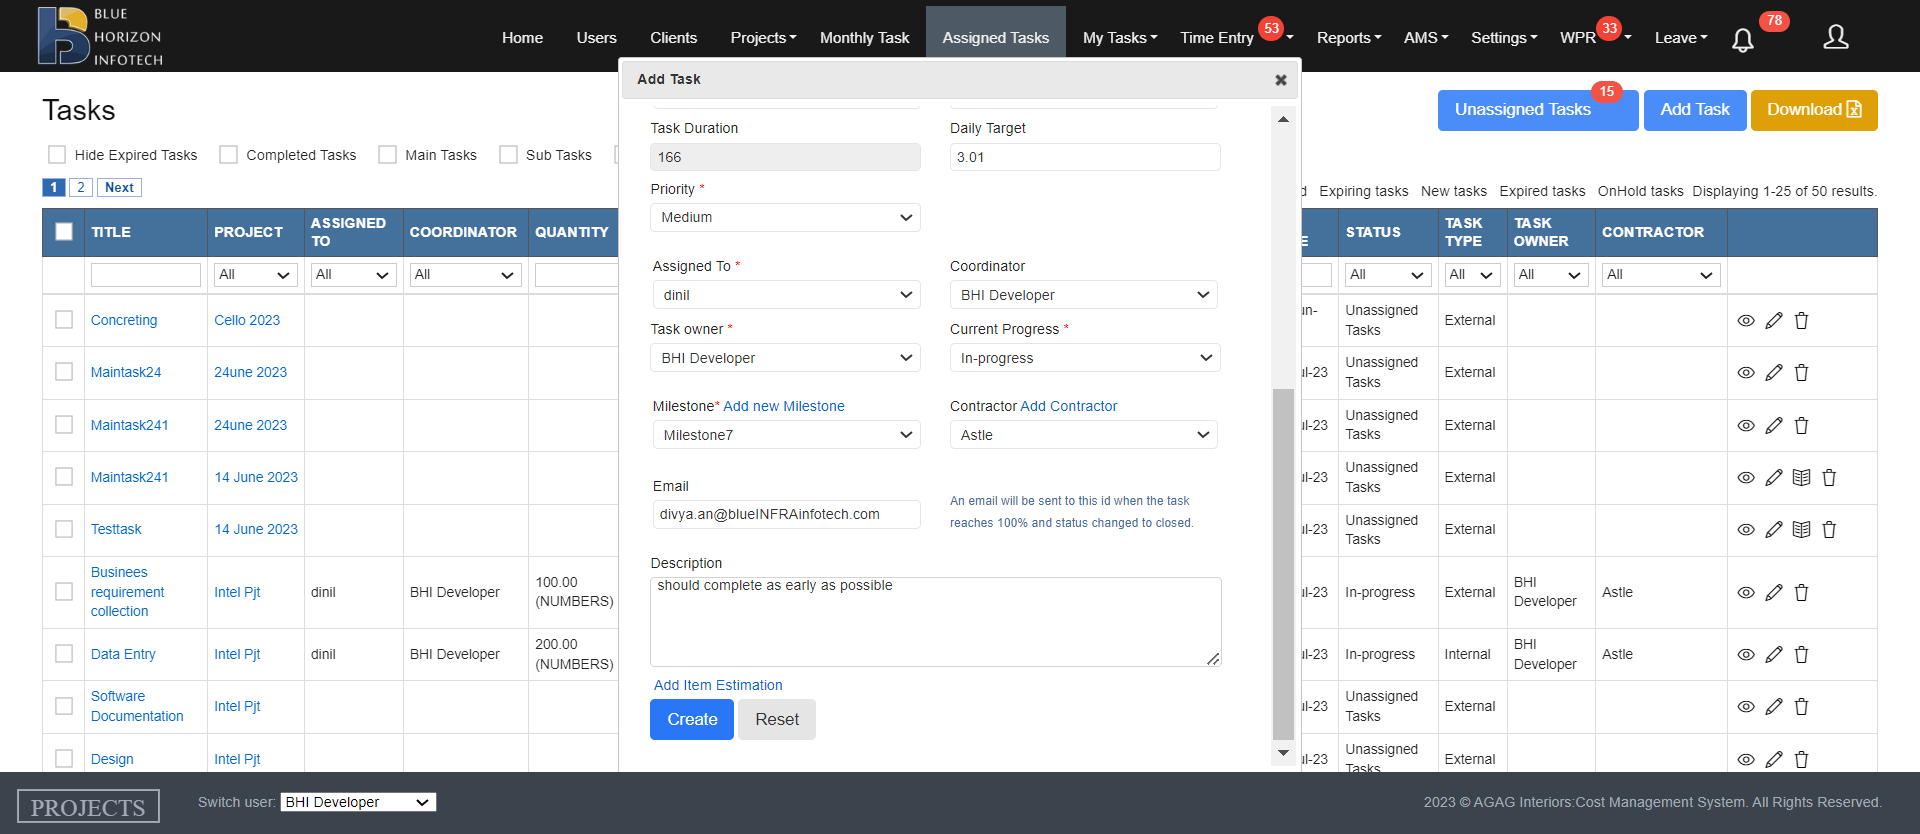 BLUE
HORIZON
INFOTECH
Home Users Clients Projects Monthly Task Assigned Tasks My Tasks Time Entry 53 Reports AMS Settings WPR 33 Leave 78
Add Task
Tasks
Unassigned Tasks 15 Add Task Download
Hide Expired Tasks Completed Tasks Main Tasks Sub Tasks
1 2 Next
d Expiring tasks New tasks Expired tasks OnHold tasks Displaying 1-25 of 50 results.
TITLE PROJECT ASSIGNED TO COORDINATOR QUANTITY E STATUS TASK TYPE TASK OWNER CONTRACTOR
All All All All All All All
Concreting Cello 2023 un- Unassigned Tasks External
Maintask24 24une 2023 ul-23 Unassigned Tasks External
Maintask241 24une 2023 ul-23 Unassigned Tasks External
Maintask241 14 June 2023 ul-23 Unassigned Tasks External
Testtask 14 June 2023 ul-23 Unassigned Tasks External
Businees requirement collection Intel Pjt dinil BHI Developer 100.00 (NUMBERS) ul-23 In-progress External BHI Developer Astle
Data Entry Intel Pjt dinil BHI Developer 200.00 (NUMBERS) ul-23 In-progress Internal BHI Developer Astle
Software Documentation Intel Pjt ul-23 Unassigned Tasks External
Design Intel Pjt ul-23 Unassigned Tasks External
Task Duration Daily Target
166 3.01
Priority *
Medium
Assigned To * Coordinator
dinil BHI Developer
Task owner * Current Progress *
BHI Developer In-progress
Milestone* Add new Milestone Contractor Add Contractor
Milestone7 Astle
Email
divya.an@blueINFRAinfotech.com
An email will be sent to this id when the task
reaches 100% and status changed to closed.
Description
should complete as early as possible
Add Item Estimation
Create Reset
PROJECTS Switch user: BHI Developer 2023 © AGAG Interiors:Cost Management System. All Rights Reserved.